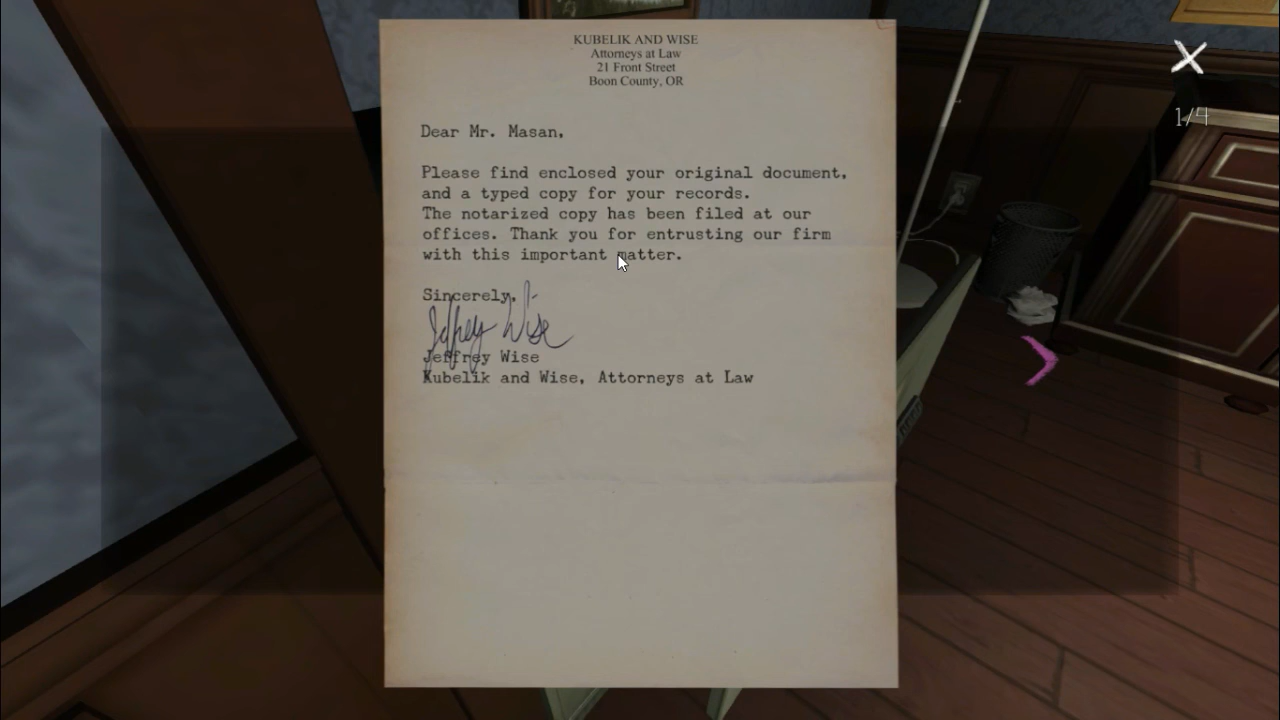 KUBELIK AND WISE
Attorneys at Law
21 Front Street
Boon County, OR
1/4
Dear Mr. Masan,
Please find enclosed your original document,
and a typed copy for your records.
The notarized copy has been filed at our
offices. Thank you for entrusting our firm
with this important matter.
Sincerely,
Jeffrey Wise
Jeffrey Wise
Kubelik and Wise, Attorneys at Law